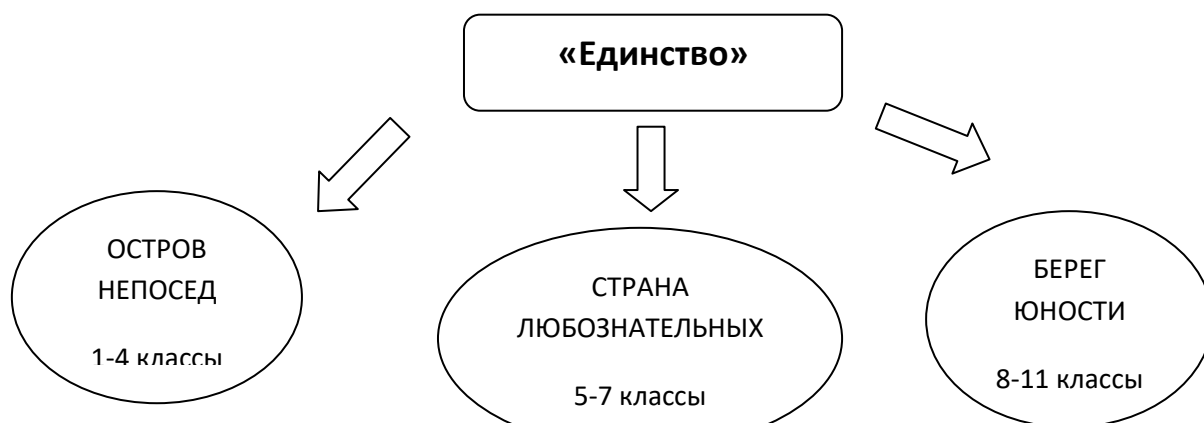 «Единство»
ОСТРОВ
НЕПОСЕД
1-4 классы
СТРАНА
ЛЮБОЗНАТЕЛЬНЫХ
5-7 классы
БЕРЕГ
ЮНОСТИ
8-11 классы